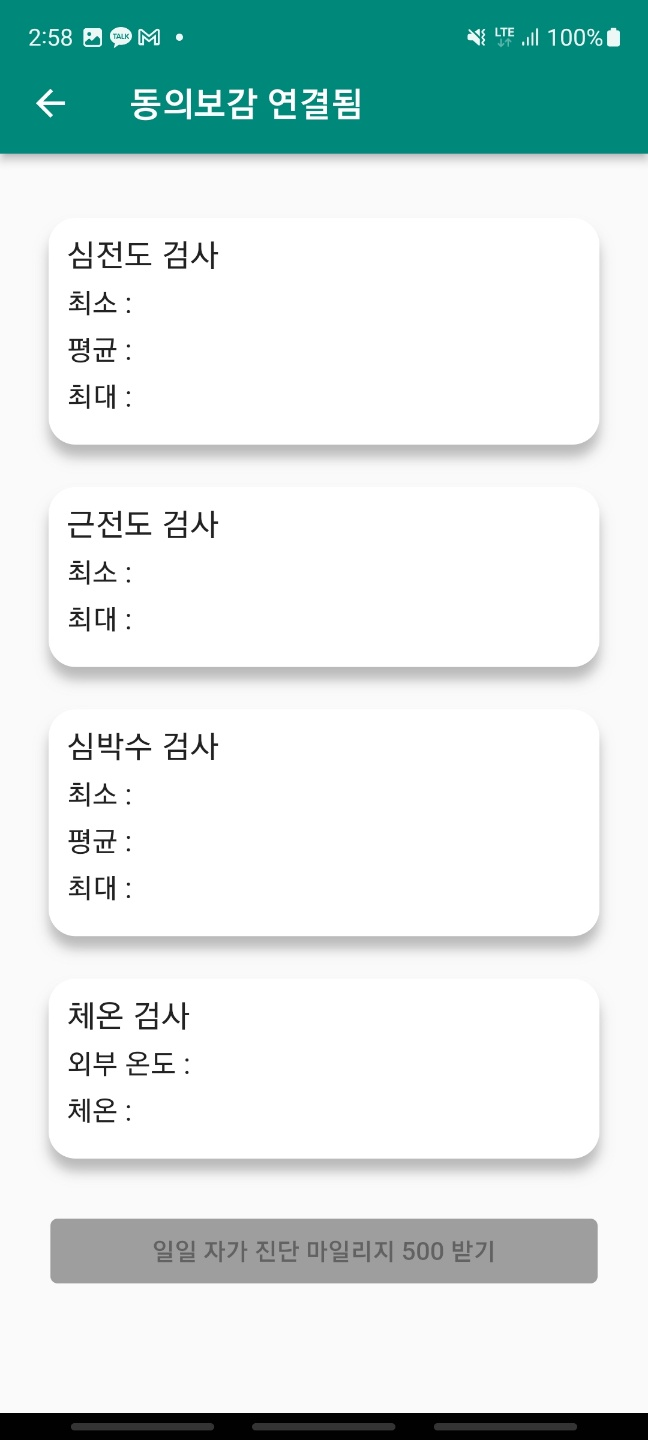 2:58 TALK LTE 100%
동의보감 연결됨
심전도 검사
최소 :
평균 :
최대 :
근전도 검사
최소 :
최대 :
심박수 검사
최소 :
평균 :
최대 :
체온 검사
외부 온도 :
체온 :
일일 자가 진단 마일리지 500 받기